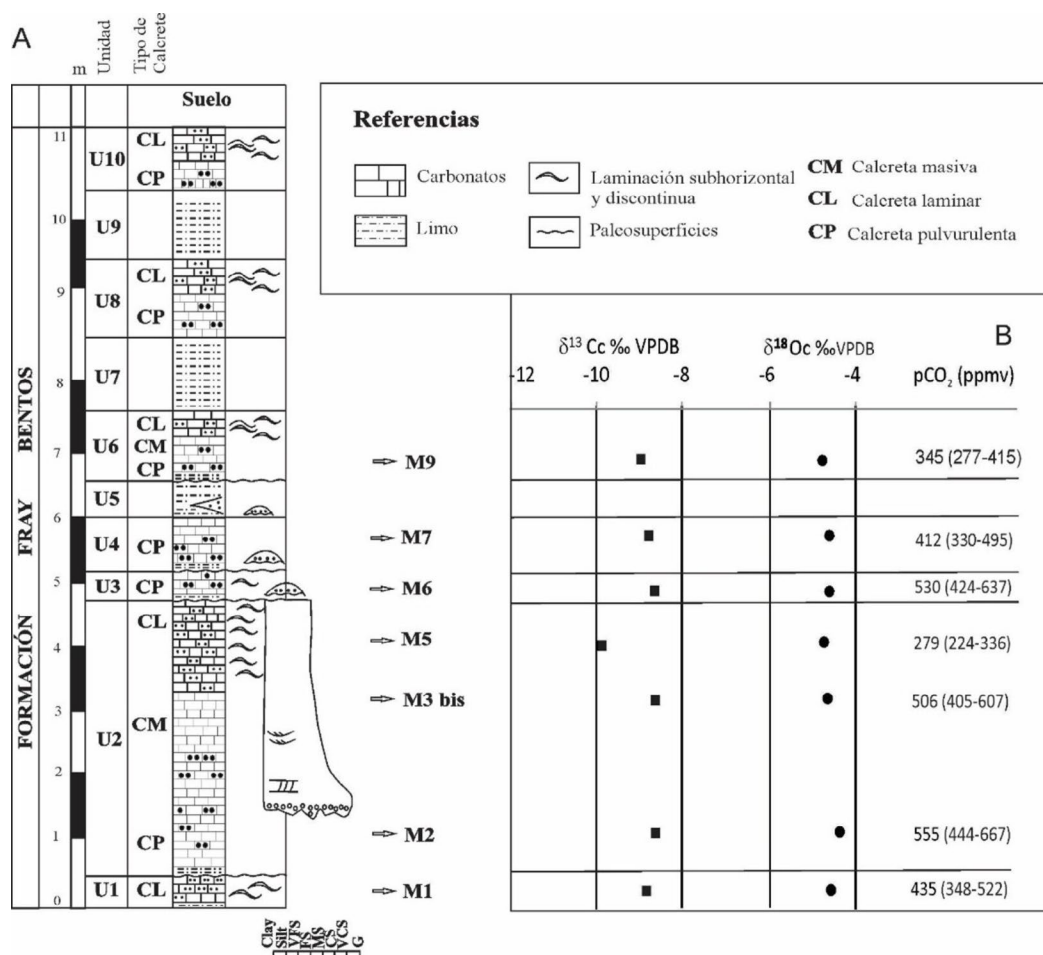 A
m
Unidad
Tipo de
Calcrete
Suelo
FORMACIÓN FRAY BENTOS
11
10
9
8
7
6
5
4
3
2
1
0
U10
CL
CP
U9
U8
CL
CP
U7
U6
CL
CM
CP
U5
U4
CP
U3
CP
U2
CL
CM
CP
U1
CL
Clay
Silt
VFS
FS
MS
CS
VCS
G
Referencias
Carbonatos
Limo
Laminación subhorizontal
y discontinua
Paleosuperficies
CM Calcreta masiva
CL Calcreta laminar
CP Calcreta pulvurulenta
B
δ¹³Cc ‰ VPDB
δ¹⁸Oc ‰VPDB
-12 -10 -8 -6 -4
pCO₂ (ppmv)
M9 345 (277-415)
M7 412 (330-495)
M6 530 (424-637)
M5 279 (224-336)
M3 bis 506 (405-607)
M2 555 (444-667)
M1 435 (348-522)